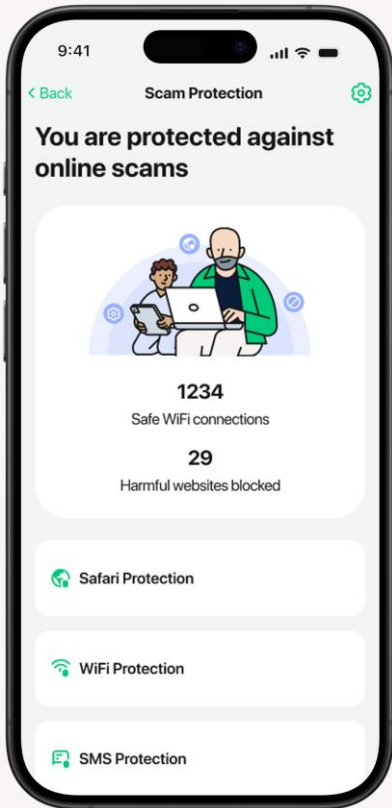 9:41
Back
Scam Protection
You are protected against
online scams
1234
Safe WiFi connections
29
Harmful websites blocked
Safari Protection
WiFi Protection
SMS Protection